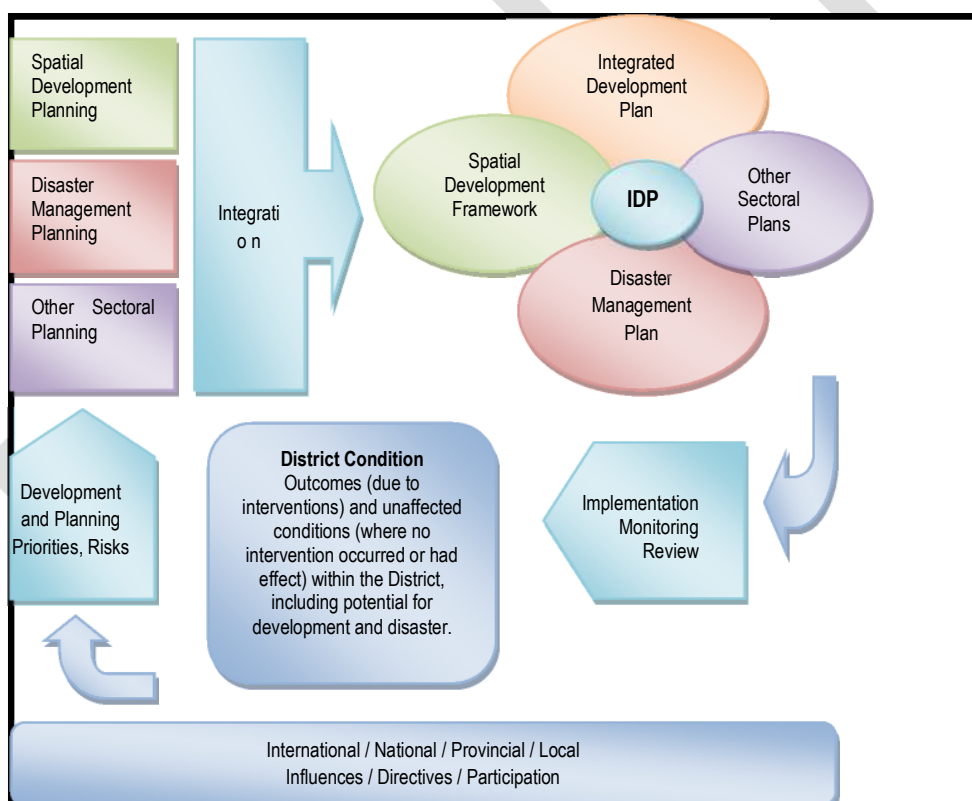 Spatial
Development
Planning
Disaster
Management
Planning
Other Sectoral
Planning
Integrati
o n
Integrated
Development
Plan
Spatial
Development
Framework
IDP
Other
Sectoral
Plans
Disaster
Management
Plan
Development
and Planning
Priorities, Risks
District Condition
Outcomes (due to
interventions) and unaffected
conditions (where no
intervention occurred or had
effect) within the District,
including potential for
development and disaster.
Implementation
Monitoring
Review
International / National / Provincial / Local
Influences / Directives / Participation